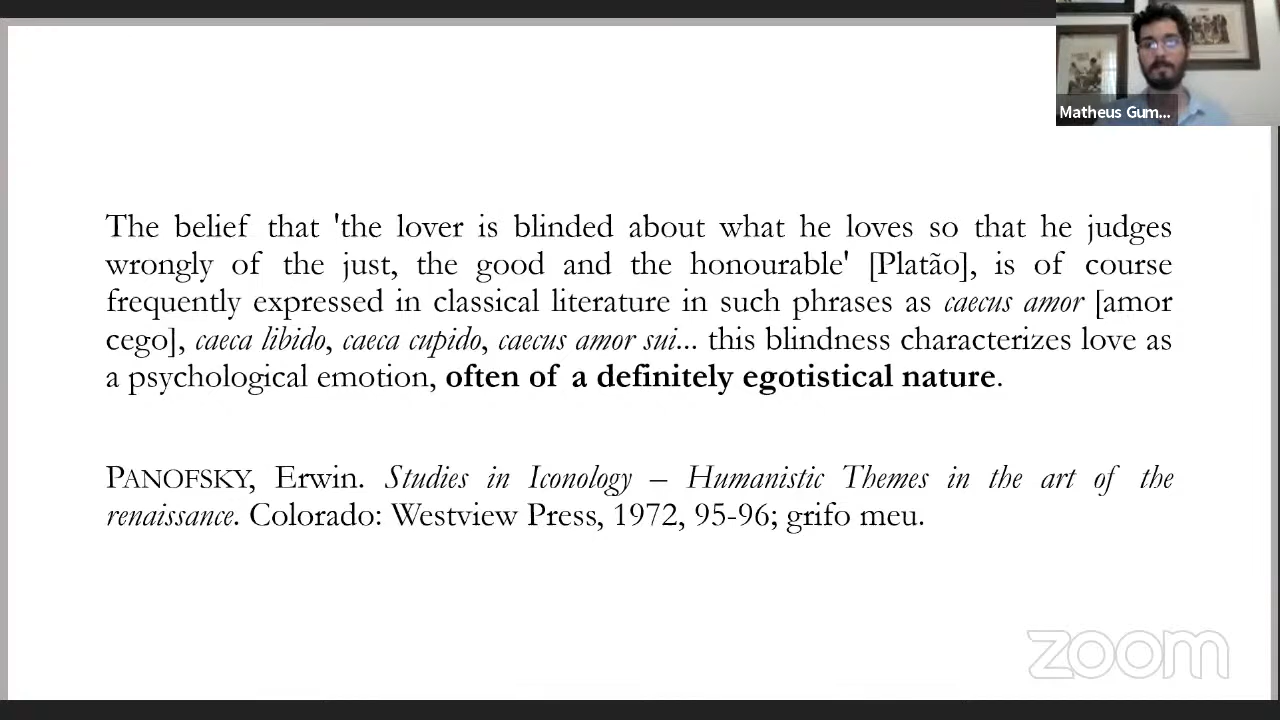 Matheus Gum...
The belief that 'the lover is blinded about what he loves so that he judges
wrongly of the just, the good and the honourable' [Platão], is of course
frequently expressed in classical literature in such phrases as caecus amor [amor
cego], caeca libido, caeca cupido, caecus amor sui... this blindness characterizes love as
a psychological emotion, often of a definitely egotistical nature.
PANOFSKY, Erwin. Studies in Iconology – Humanistic Themes in the art of the
renaissance. Colorado: Westview Press, 1972, 95-96; grifo meu.
zoom